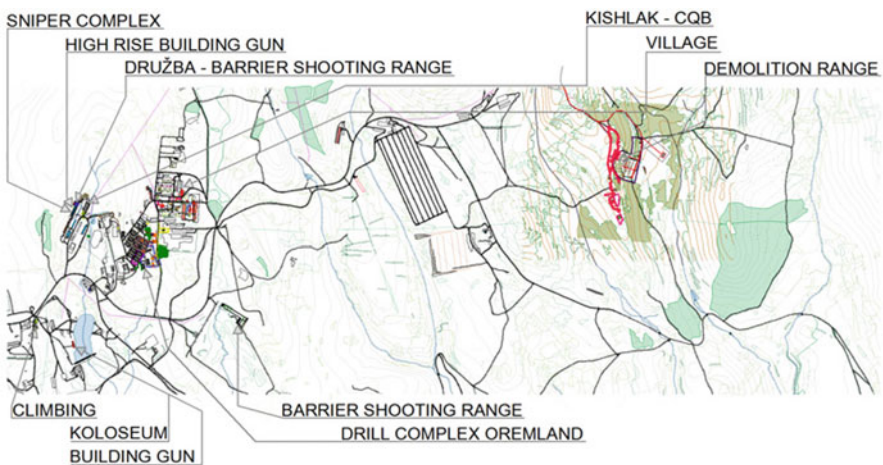 SNIPER COMPLEX
HIGH RISE BUILDING GUN
DRUŽBA - BARRIER SHOOTING RANGE
KISHLAK - CQB
VILLAGE
DEMOLITION RANGE
CLIMBING
KOLOSEUM
BUILDING GUN
BARRIER SHOOTING RANGE
DRILL COMPLEX OREMLAND